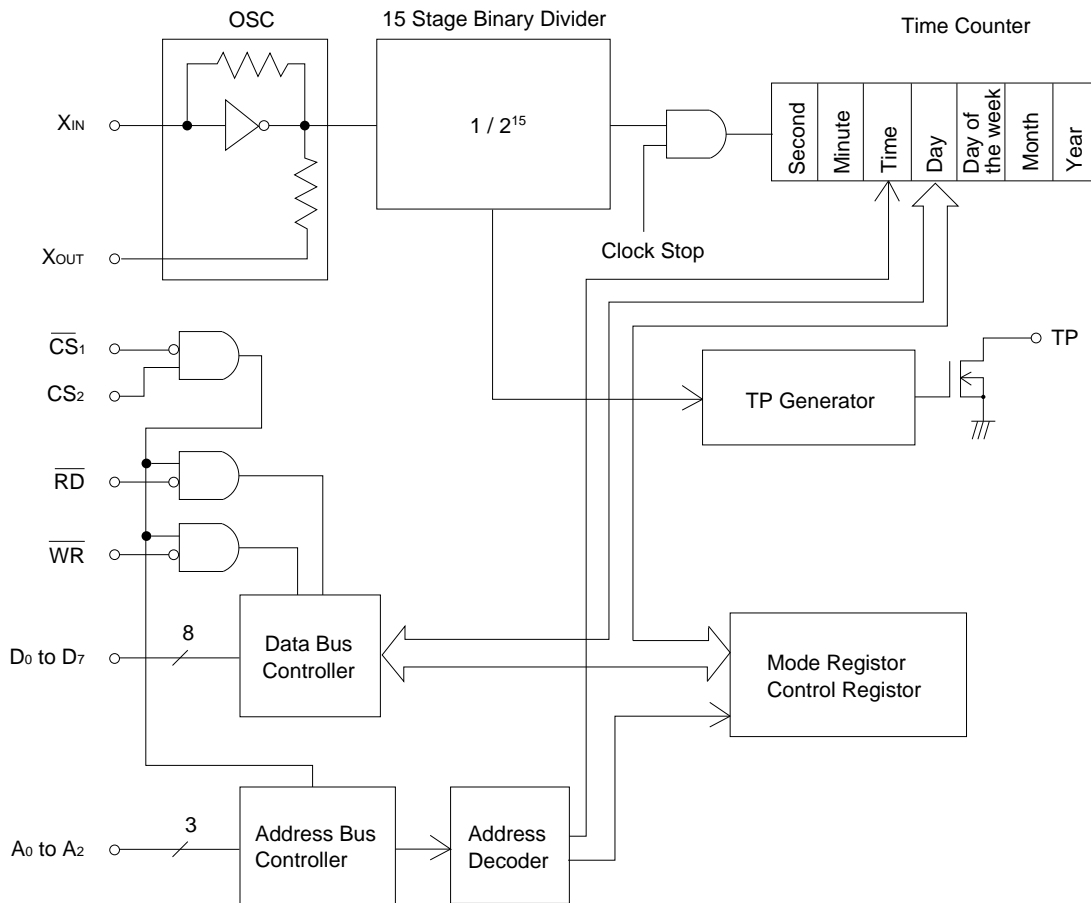 OSC
15 Stage Binary Divider
Time Counter
XIN
1 / 2¹⁵
Second
Minute
Time
Day
Day of
the week
Month
Year
XOUT
Clock Stop
CS1
CS2
TP
TP Generator
RD
WR
D0 to D7
8
Data Bus
Controller
Mode Registor
Control Registor
A0 to A2
3
Address Bus
Controller
Address
Decoder